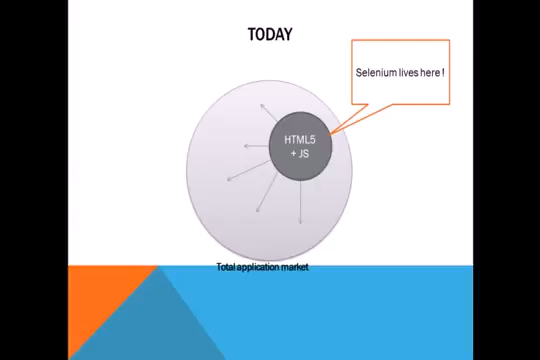 TODAY
Selenium lives here !
HTML5
+ JS
Total application market